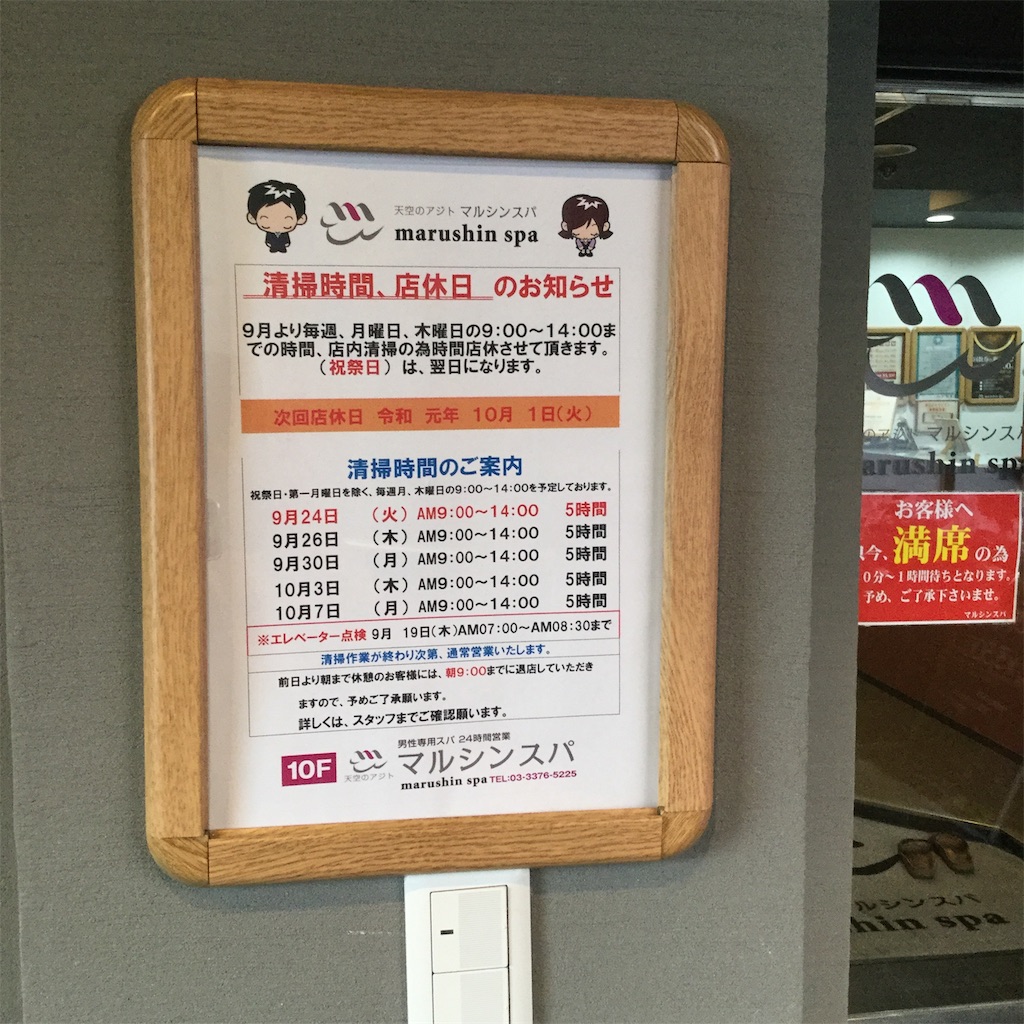 天空のアジト マルシンスパ
marushin spa
清掃時間、店休日 のお知らせ
9月より毎週、月曜日、木曜日の9:00〜14:00ま
での時間、店内清掃の為時間店休させて頂きます。
(祝祭日) は、翌日になります。
次回店休日 令和 元年 10月 1日(火)
清掃時間のご案内
祝祭日・第一月曜日を除く、毎週月、木曜日の9:00〜14:00を予定しております。
9月24日 (火) AM9:00〜14:00 5時間
9月26日 (木) AM9:00〜14:00 5時間
9月30日 (月) AM9:00〜14:00 5時間
10月3日 (木) AM9:00〜14:00 5時間
10月7日 (月) AM9:00〜14:00 5時間
※エレベーター点検 9月 19日(木)AM07:00〜AM08:30まで
清掃作業が終わり次第、通常営業いたします。
前日より朝まで休憩のお客様には、朝9:00までに退店していただき
ますので、予めご了承願います。
詳しくは、スタッフまでご確認願います。
男性専用スパ 24時間営業
10F 天空のアジト マルシンスパ
marushin spa TEL:03-3376-5225
のアジ マルシンスパ
arushin sp
お客様へ
今、満席の為
0分〜1時間待ちとなります。
予め、ご了承下さいませ。
マルシンスパ
ルシンスパ
hin spa